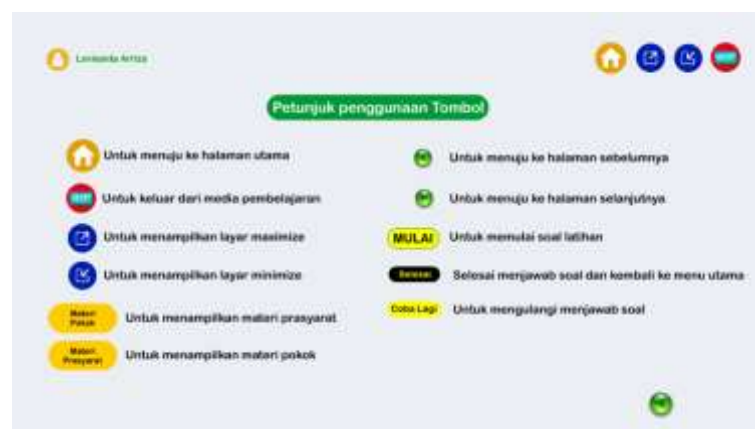 Petunjuk penggunaan Tombol
Untuk menuju ke halaman utama
Untuk keluar dari media pembelajaran
Untuk menampilkan layar maximize
Untuk menampilkan layar minimize
Materi
Pokok
Untuk menampilkan materi prasyarat
Materi
Prasyarat
Untuk menampilkan materi pokok
Untuk menuju ke halaman sebelumnya
Untuk menuju ke halaman selanjutnya
MULAI Untuk memulai soal latihan
Selesai Selesai menjawab soal dan kembali ke menu utama
Coba Lagi Untuk mengulangi menjawab soal